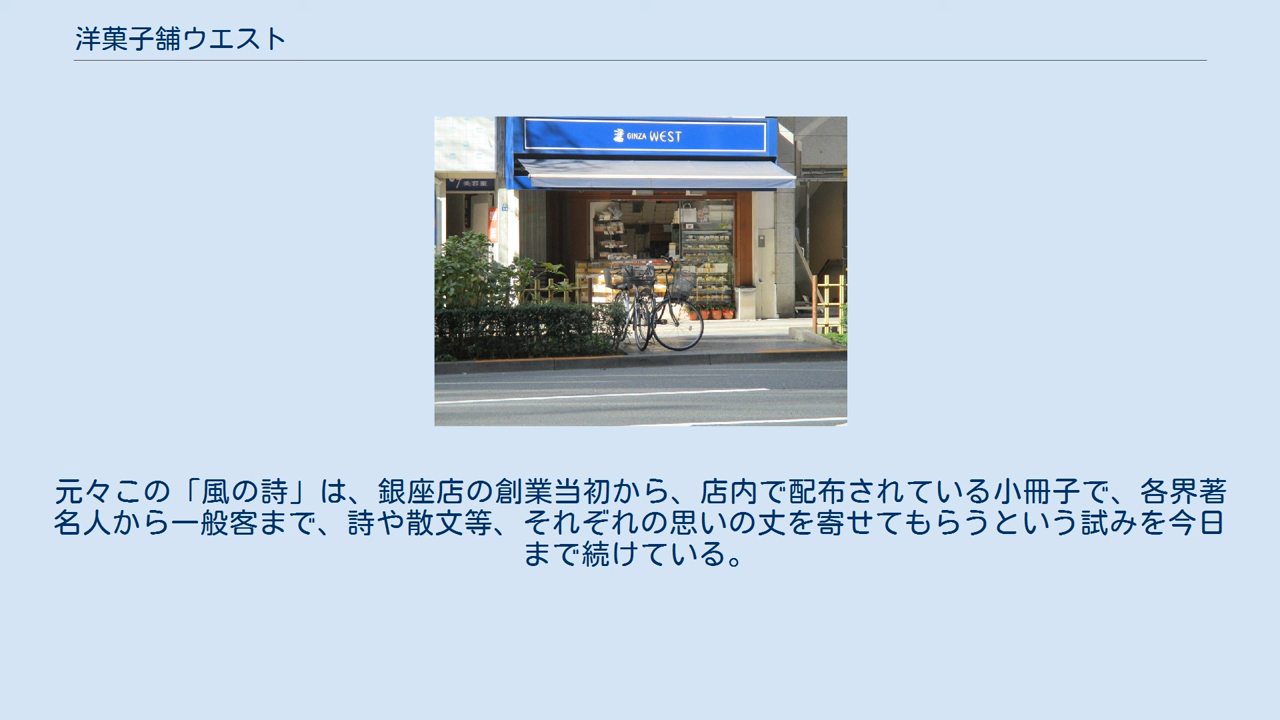 洋菓子舗ウエスト
GINZA WEST
元々この「風の詩」は、銀座店の創業当初から、店内で配布されている小冊子で、各界著
名人から一般客まで、詩や散文等、それぞれの思いの丈を寄せてもらうという試みを今日
まで続けている。